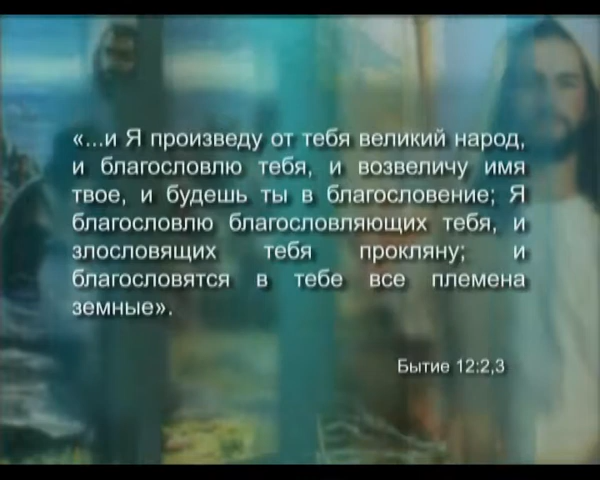 «...и Я произведу от тебя великий народ,
и благословлю тебя, и возвеличу имя
твое, и будешь ты в благословение; Я
благословлю благословляющих тебя, и
злословящих тебя прокляну; и
благословятся в тебе все племена
земные».
Бытие 12:2,3